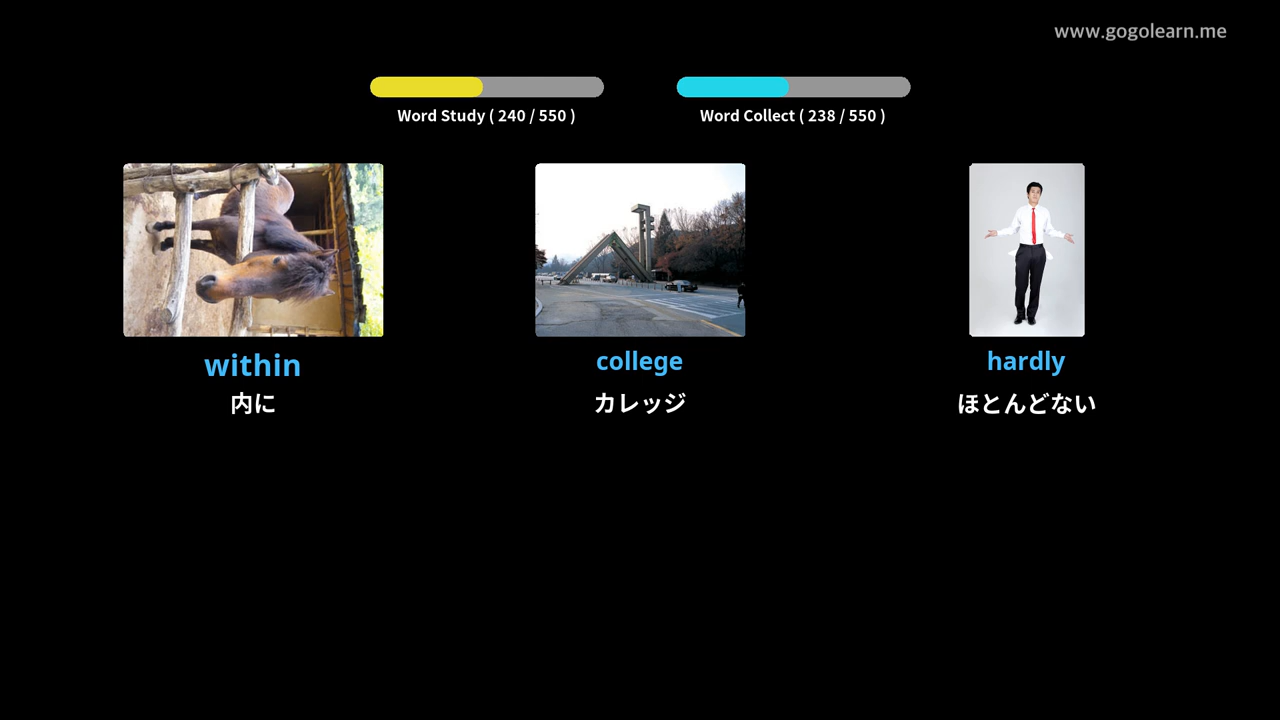 www.gogolearn.me
Word Study ( 240 / 550 )
Word Collect ( 238 / 550 )
within
college
hardly
内に
カレッジ
ほとんどない